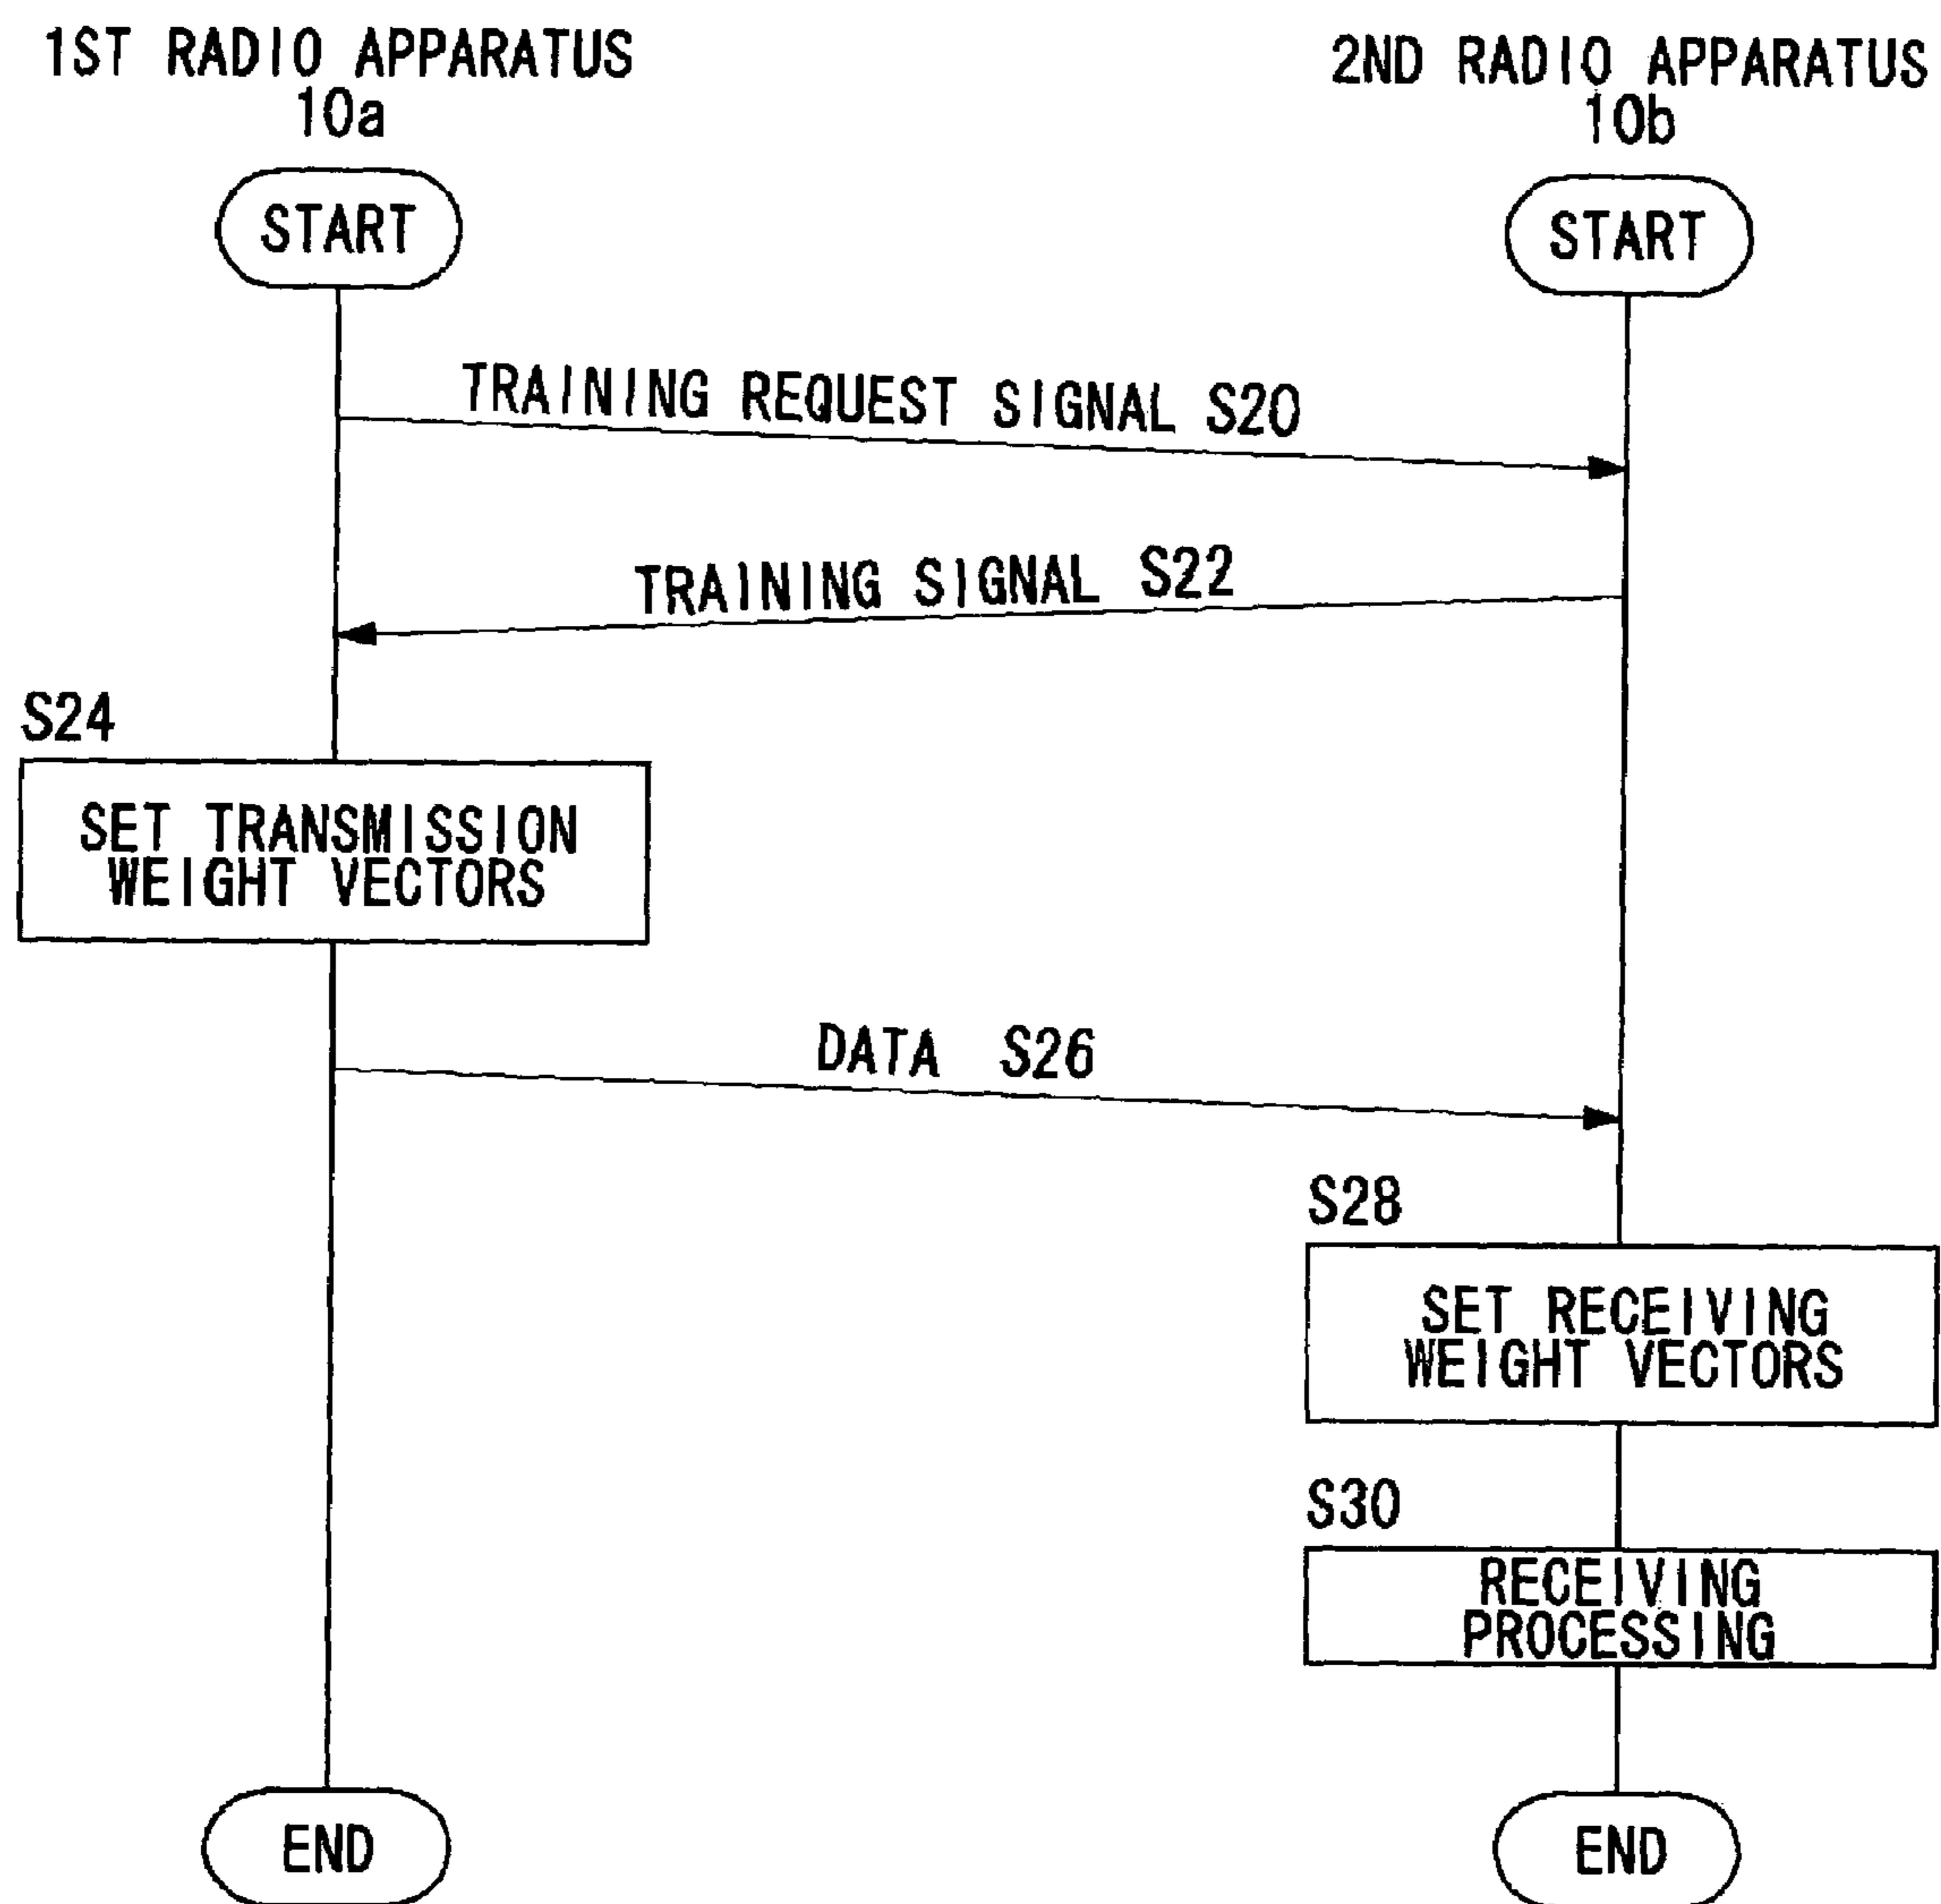 1ST RADIO APPARATUS
10a
2ND RADIO APPARATUS
10b
START
START
TRAINING REQUEST SIGNAL S20
TRAINING SIGNAL S22
S24
SET TRANSMISSION
WEIGHT VECTORS
DATA S26
S28
SET RECEIVING
WEIGHT VECTORS
S30
RECEIVING
PROCESSING
END
END